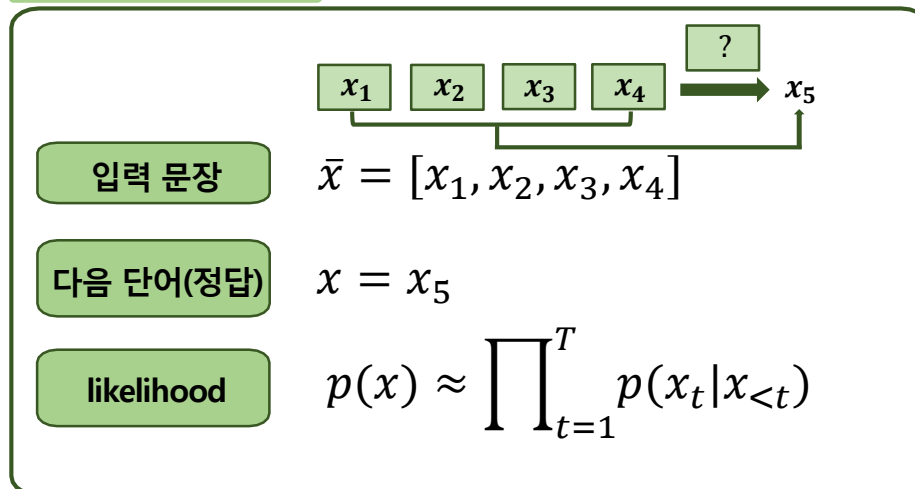 ?
x₁ x₂ x₃ x₄ x₅
입력 문장 x̄ = [x₁, x₂, x₃, x₄]
다음 단어(정답) x = x₅
likelihood p(x) ≈ ∏ₜ₌₁ᵀ p(xₜ|x<ₜ)